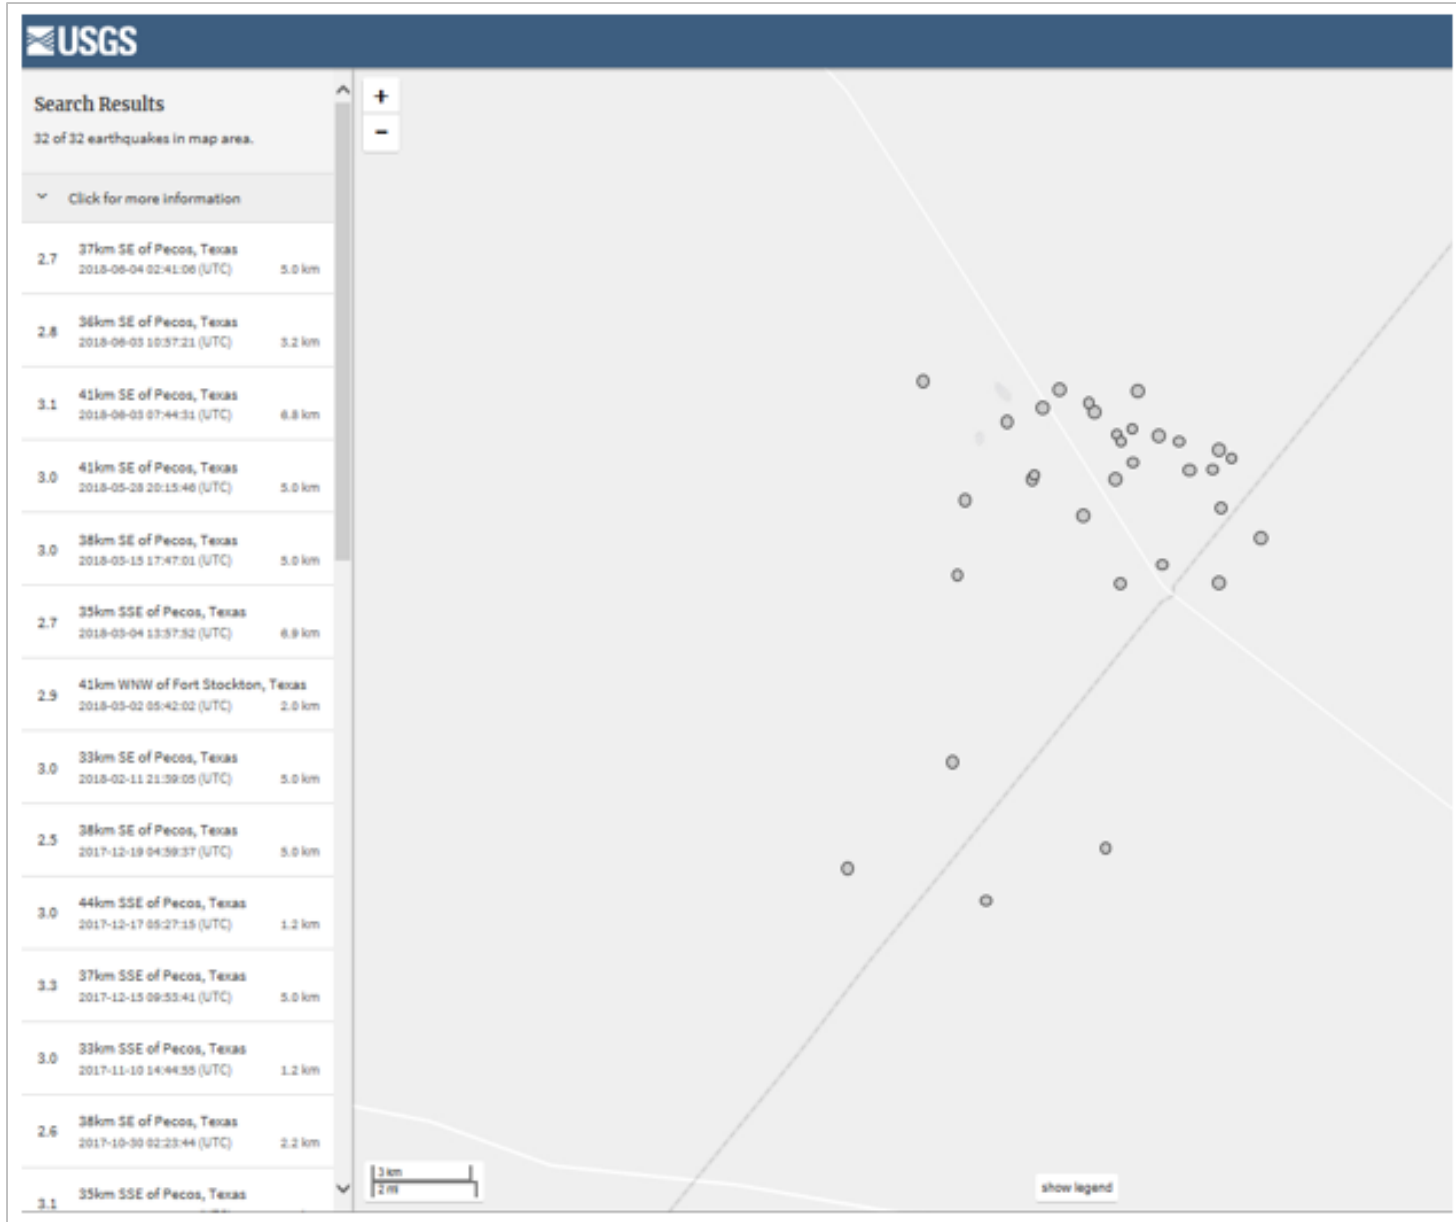 USGS
Search Results
32 of 32 earthquakes in map area.
Click for more information
2.7
37km SE of Pecos, Texas
2018-06-04 02:41:06 (UTC) 5.0 km
2.8
36km SE of Pecos, Texas
2018-06-03 10:57:21 (UTC) 3.2 km
3.1
41km SE of Pecos, Texas
2018-06-03 07:44:31 (UTC) 6.8 km
3.0
41km SE of Pecos, Texas
2018-05-28 20:15:46 (UTC) 5.0 km
3.0
38km SE of Pecos, Texas
17:47:01 (UTC) 5.0 km
2.7
35km SSE of Pecos, Texas
13:57:52 (UTC) 6.9 km
2.9
41km WNW of Fort Stockton, Texas
05:42:02 (UTC) 2.0 km
3.0
33km SE of Pecos, Texas
2018-02-11 21:59:05 (UTC) 5.0 km
2.5
38km SE of Pecos, Texas
2017-12-19 04:59:37 (UTC) 5.0 km
3.0
44km SSE of Pecos, Texas
2017-12-17 05:27:15 (UTC) 1.2 km
3.3
37km SSE of Pecos, Texas
2017-12-15 09:53:41 (UTC) 5.0 km
3.0
33km SSE of Pecos, Texas
2017-11-10 14:44:55 (UTC) 1.2 km
2.6
38km SE of Pecos, Texas
2017-10-30 02:23:44 (UTC) 2.2 km
3.1
35km SSE of Pecos, Texas
+
−
3 km
2 mi
show legend